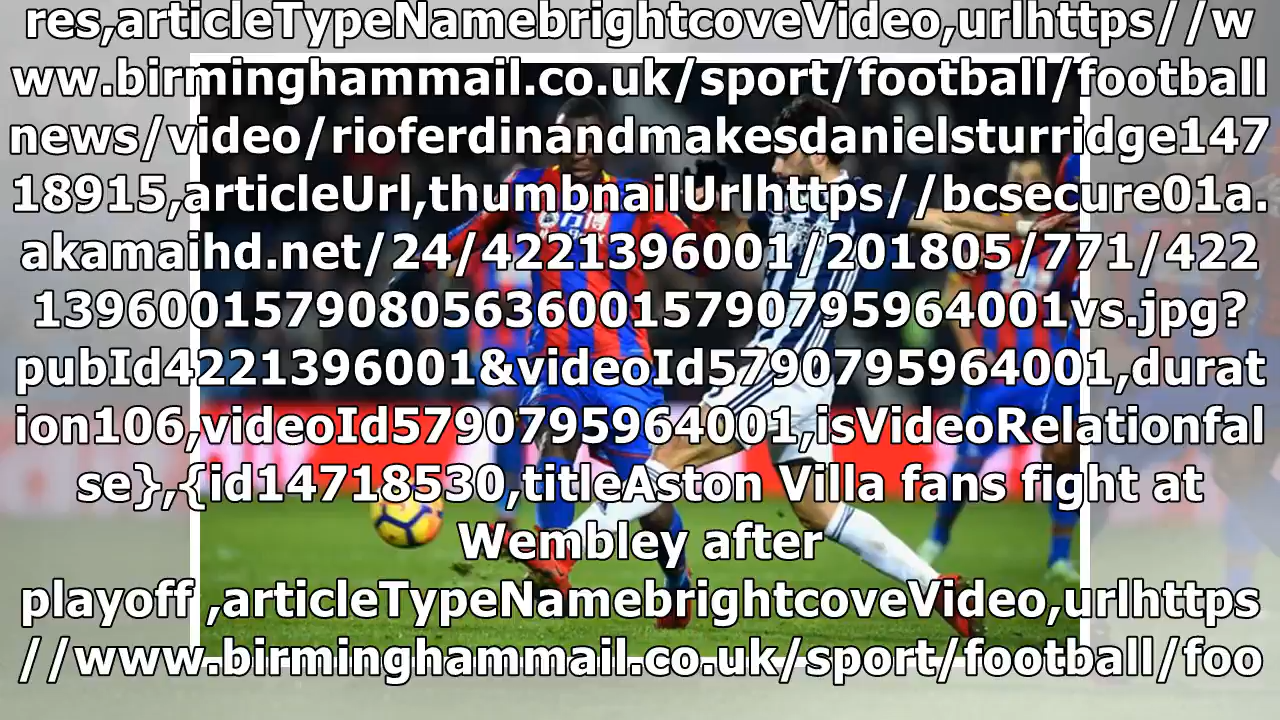 res,articleTypeNamebrightcoveVideo,urlhttps//w
ww.birminghammail.co.uk/sport/football/football
news/video/rioferdinandmakesdanielsturridge147
18915,articleUrl,thumbnailUrlhttps//bcsecure01a.
akamaihd.net/24/4221396001/201805/771/422
1396001579080563600157907959640​01vs.jpg?
pubId4221396001&videoId5790795964001,durat
ion106,videoId5790795964001,isVideoRelationfal
se},{id14718530,titleAston Villa fans fight at
Wembley after
playoff ,articleTypeNamebrightcoveVideo,urlhttps
//www.birminghammail.co.uk/sport/football/foo